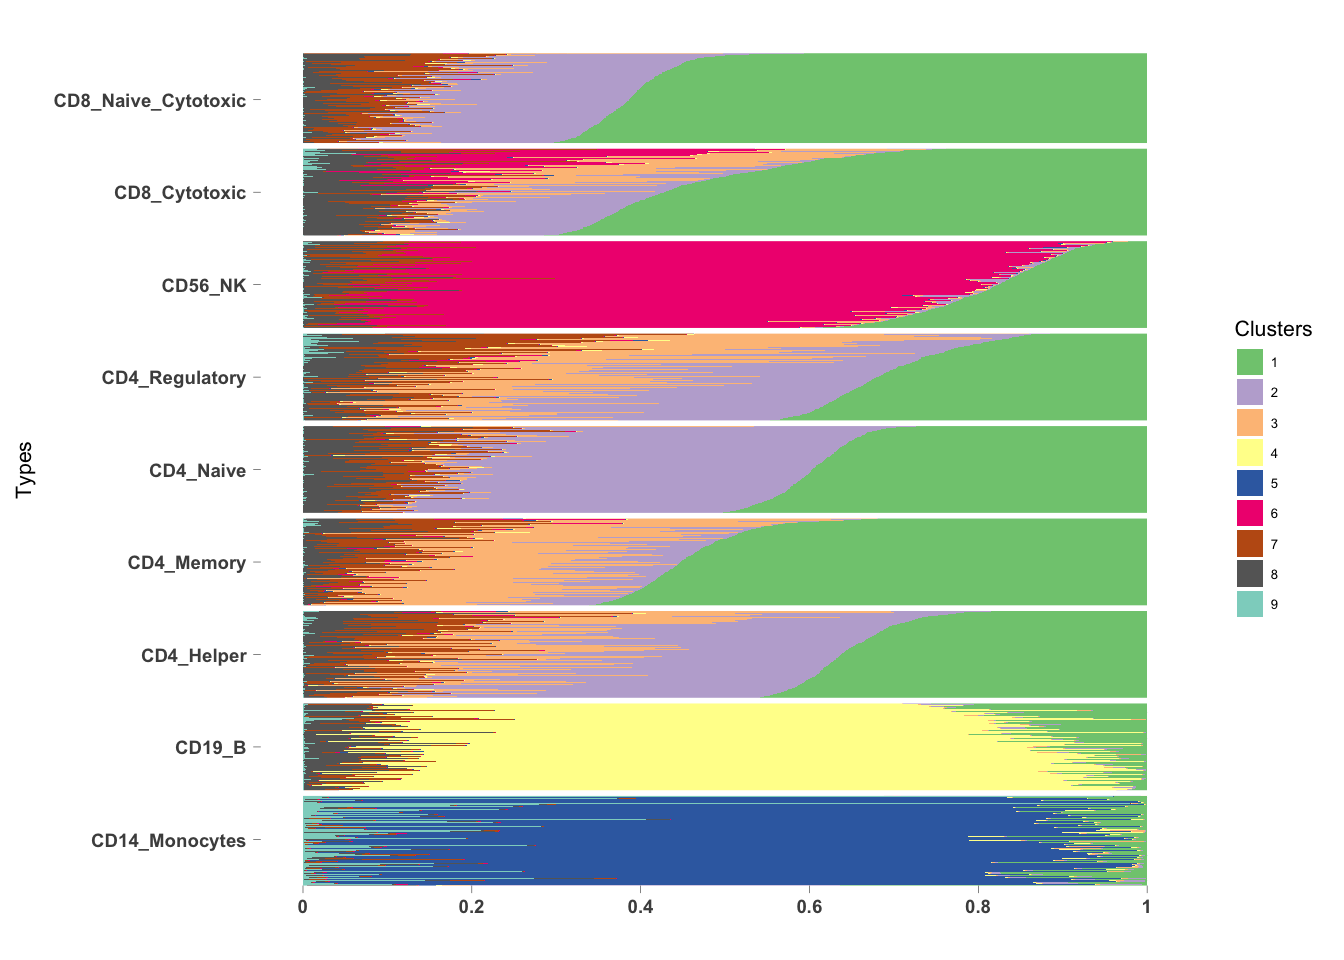 Types
CD8_Naive_Cytotoxic
CD8_Cytotoxic
CD56_NK
CD4_Regulatory
CD4_Naive
CD4_Memory
CD4_Helper
CD19_B
CD14_Monocytes
0 0.2 0.4 0.6 0.8 1
Clusters
1
2
3
4
5
6
7
8
9